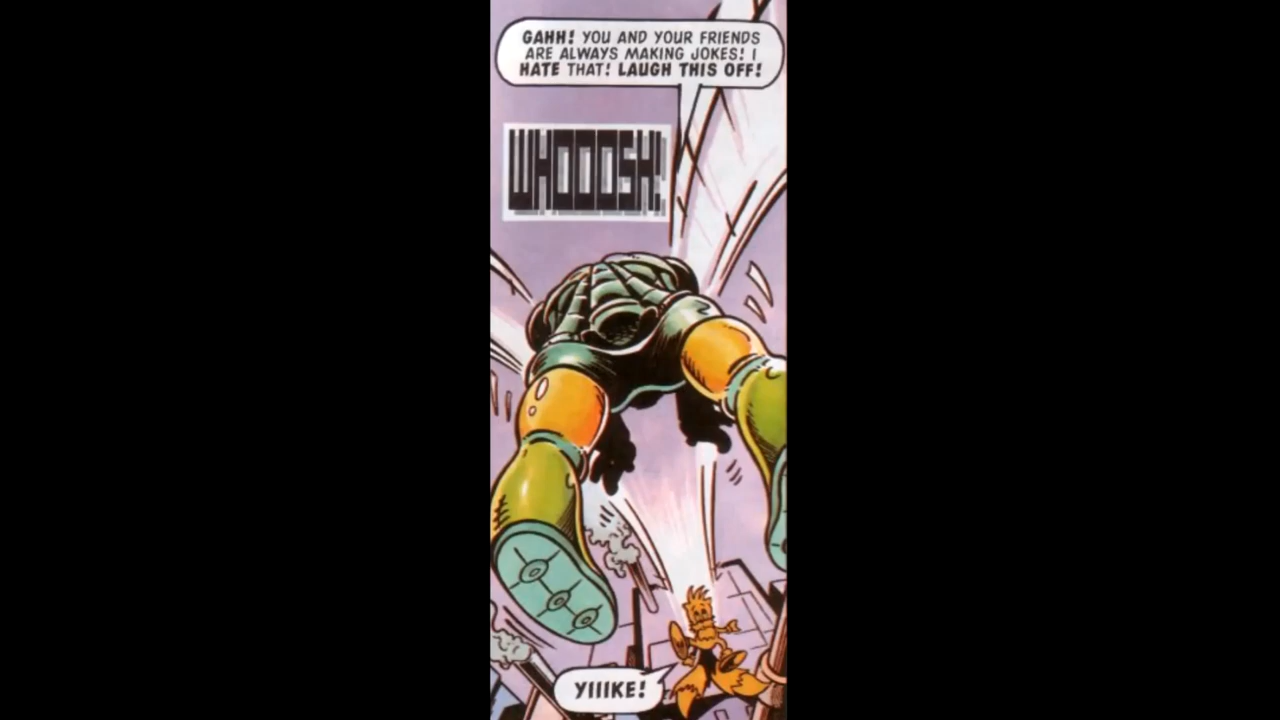 GAHH! YOU AND YOUR FRIENDS
ARE ALWAYS MAKING JOKES! I
HATE THAT! LAUGH THIS OFF!
WHOOOSH!
YIIIKE!